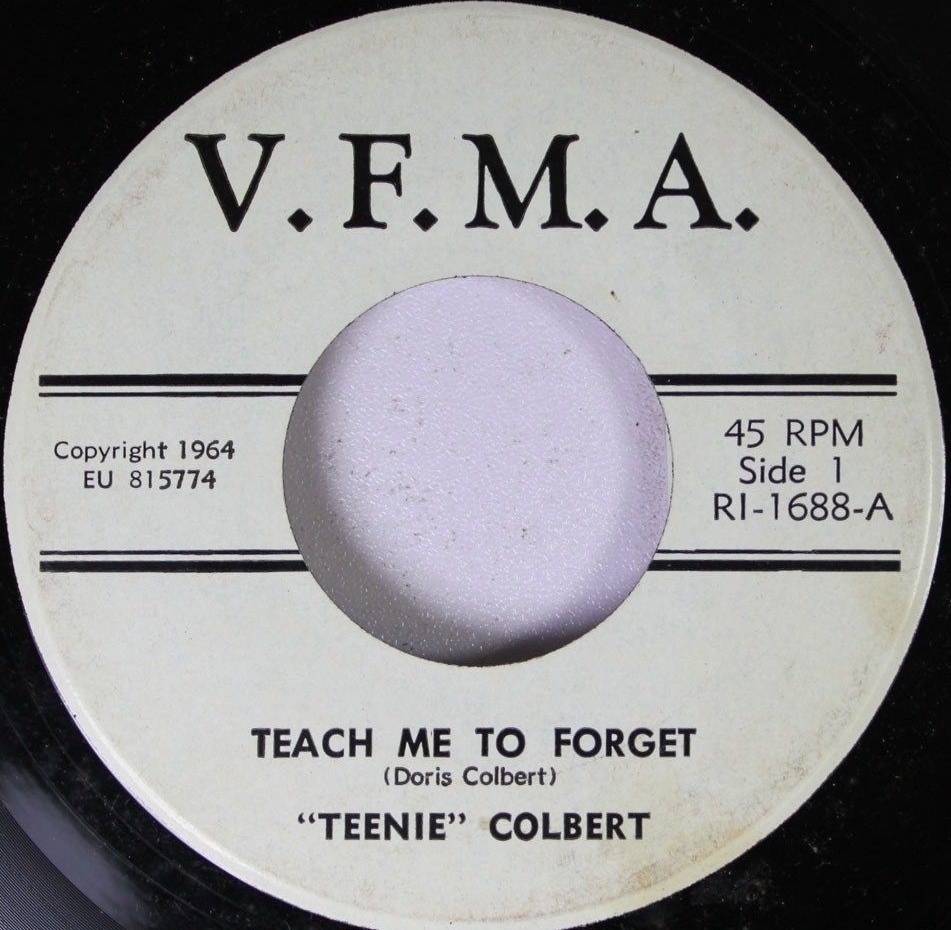 V.F.M.A.
Copyright 1964
EU 815774
45 RPM
Side 1
RI-1688-A
TEACH ME TO FORGET
(Doris Colbert)
“TEENIE” COLBERT